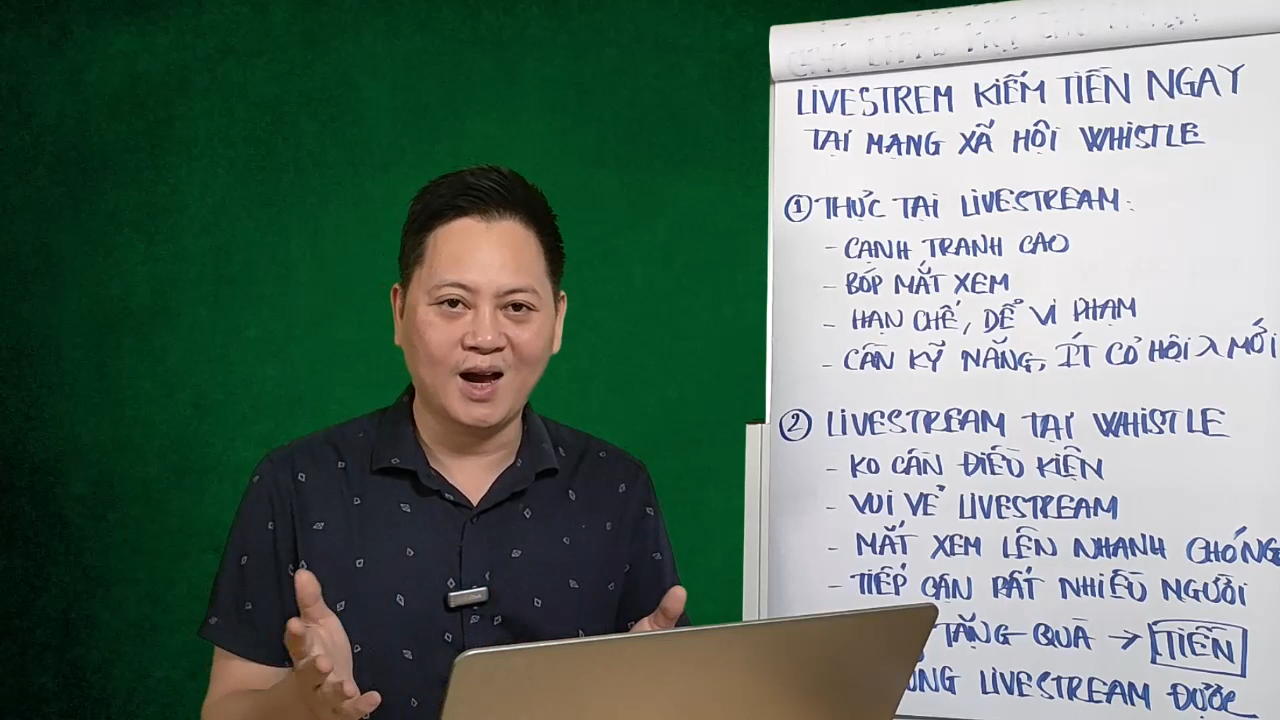 LIVESTREM KIẾM TIỀN NGAY
TẠI MẠNG XÃ HỘI WHISTLE
① THỰC TẠI LIVESTREAM:
- CẠNH TRANH CAO
- BÓP MẮT XEM
- HẠN CHẾ, DỂ VI PHẠM
- CẦN KỸ NĂNG, ÍT CƠ HỘI MỚI
② LIVESTREAM TẠI WHISTLE
- KO CẦN ĐIỀU KIỆN
- VUI VẺ LIVESTREAM
- MẮT XEM LÊN NHANH CHÓNG
- TIẾP CẬN RẤT NHIỀU NGƯỜI
TẶNG QUÀ → TIỀN
LIVESTREAM ĐƯỢC